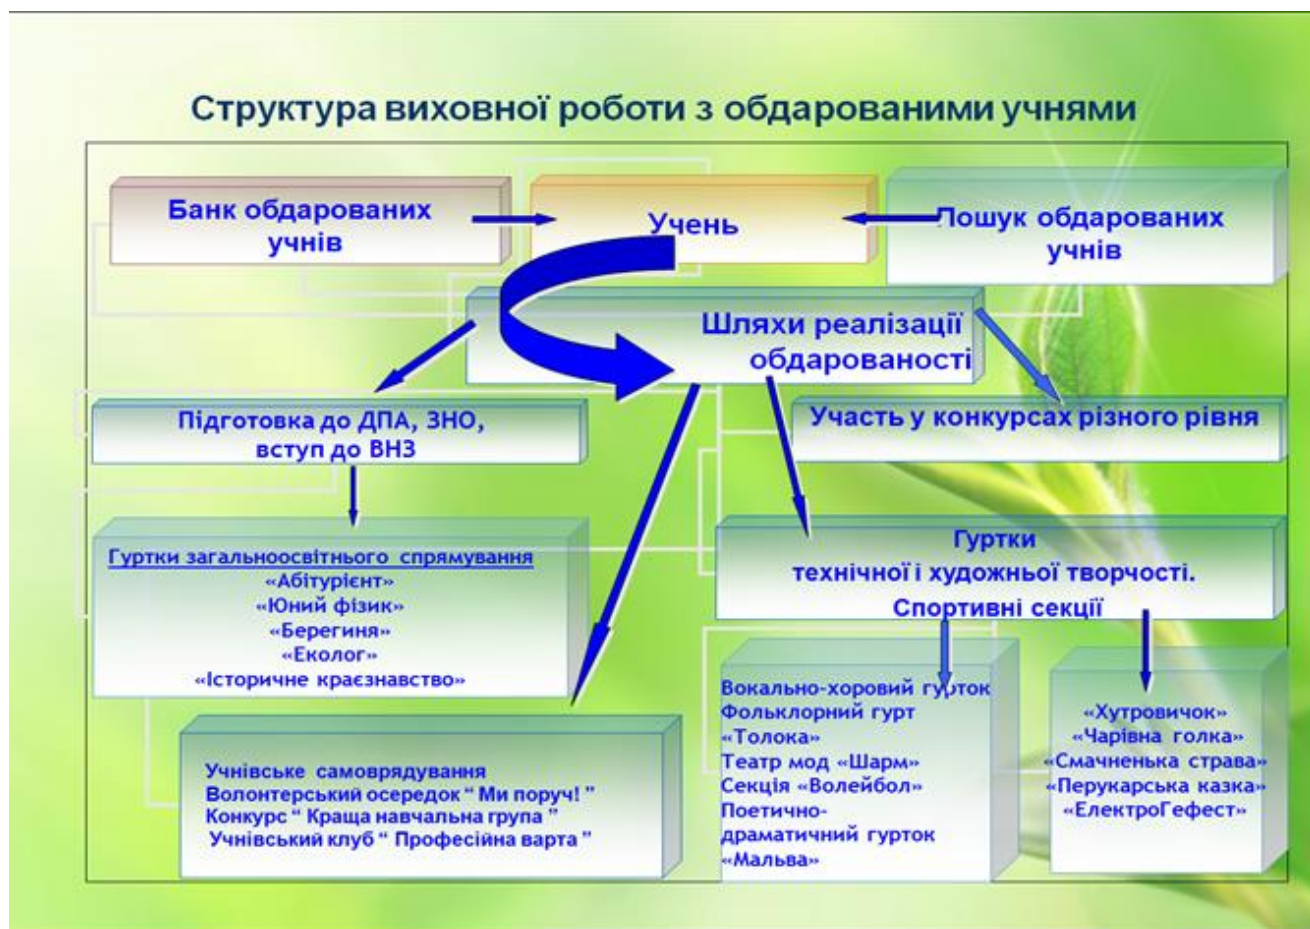 Структура виховної роботи з обдарованими учнями
Банк обдарованих
учнів
Учень
Пошук обдарованих
учнів
Шляхи реалізації
обдарованості
Підготовка до ДПА, ЗНО,
вступ до ВНЗ
Участь у конкурсах різного рівня
Гуртки загальноосвітнього спрямування
«Абітурієнт»
«Юний фізик»
«Берегиня»
«Еколог»
«Історичне краєзнавство»
Гуртки
технічної і художньої творчості.
Спортивні секції
Учнівське самоврядування
Волонтерський осередок “ Ми поруч! ”
Конкурс “ Краща навчальна група ”
Учнівський клуб “ Професійна варта ”
Вокально-хоровий гурток
Фольклорний гурт
«Толока»
Театр мод «Шарм»
Секція «Волейбол»
Поетично-
драматичний гурток
«Мальва»
«Хутровичок»
«Чарівна голка»
«Смачненька страва»
«Перукарська казка»
«ЕлектроГефест»